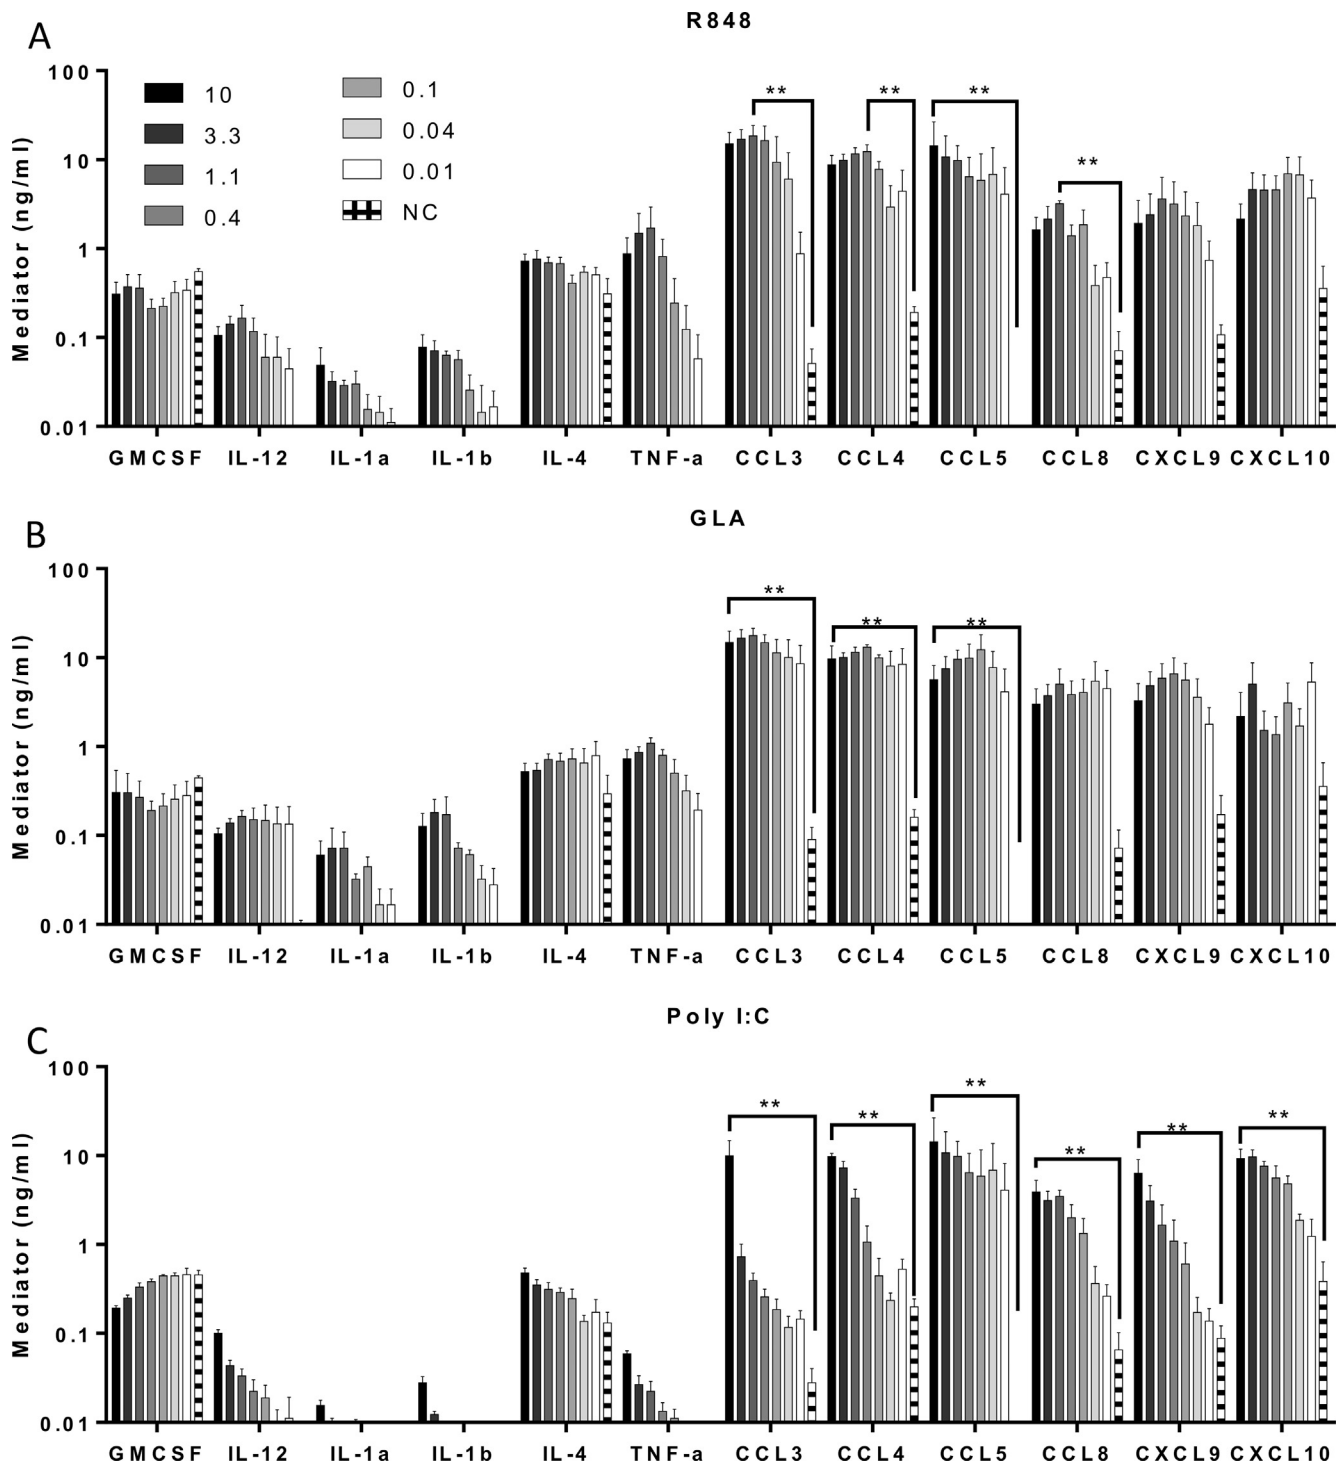 R848
A
10
3.3
1.1
0.4
0.1
0.04
0.01
NC
Mediator (ng/ml)
100
10
1
0.1
0.01
** ** ** **
GMCSF IL-12 IL-1a IL-1b IL-4 TNF-a CCL3 CCL4 CCL5 CCL8 CXCL9 CXCL10
GLA
B
Mediator (ng/ml)
100
10
1
0.1
0.01
** ** **
GMCSF IL-12 IL-1a IL-1b IL-4 TNF-a CCL3 CCL4 CCL5 CCL8 CXCL9 CXCL10
Poly I:C
C
Mediator (ng/ml)
100
10
1
0.1
0.01
** ** ** ** ** **
GMCSF IL-12 IL-1a IL-1b IL-4 TNF-a CCL3 CCL4 CCL5 CCL8 CXCL9 CXCL10